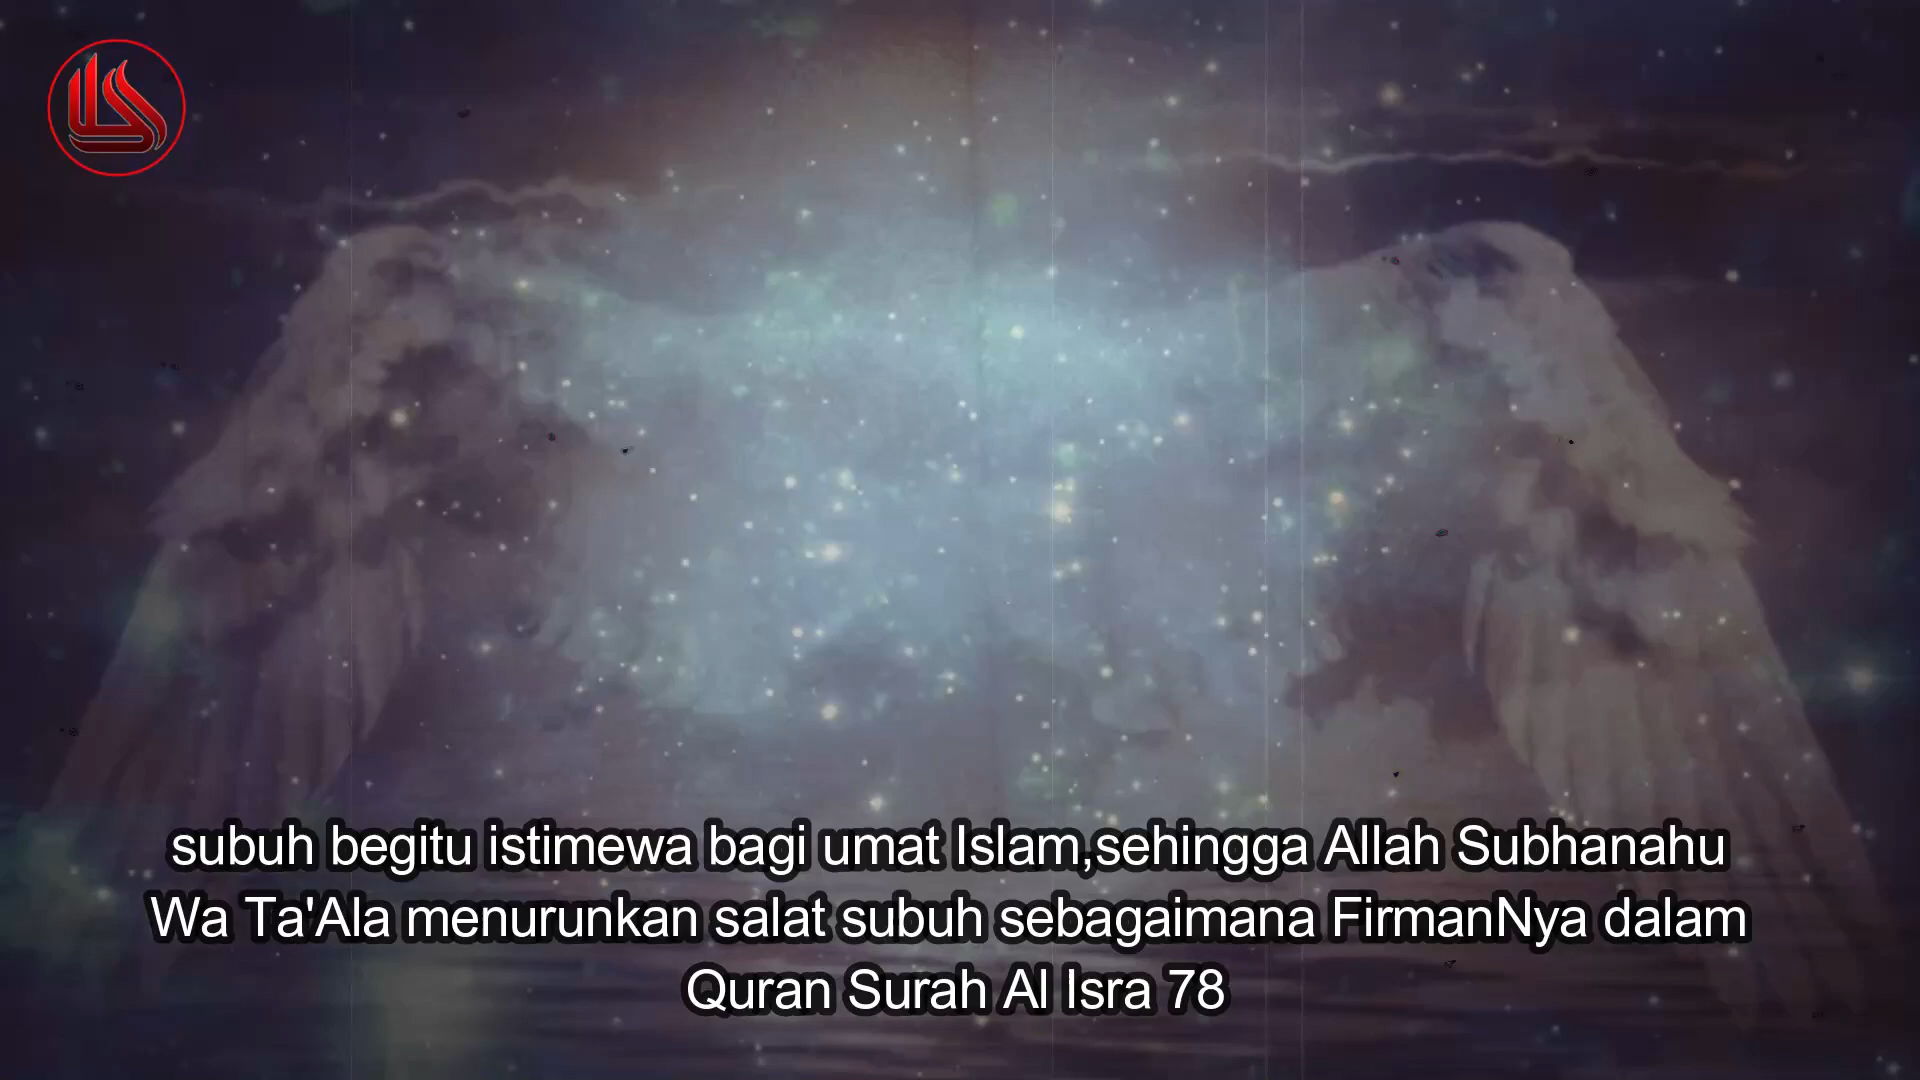 subuh begitu istimewa bagi umat Islam,sehingga Allah Subhanahu
Wa Ta'Ala menurunkan salat subuh sebagaimana FirmanNya dalam
Quran Surah Al Isra 78